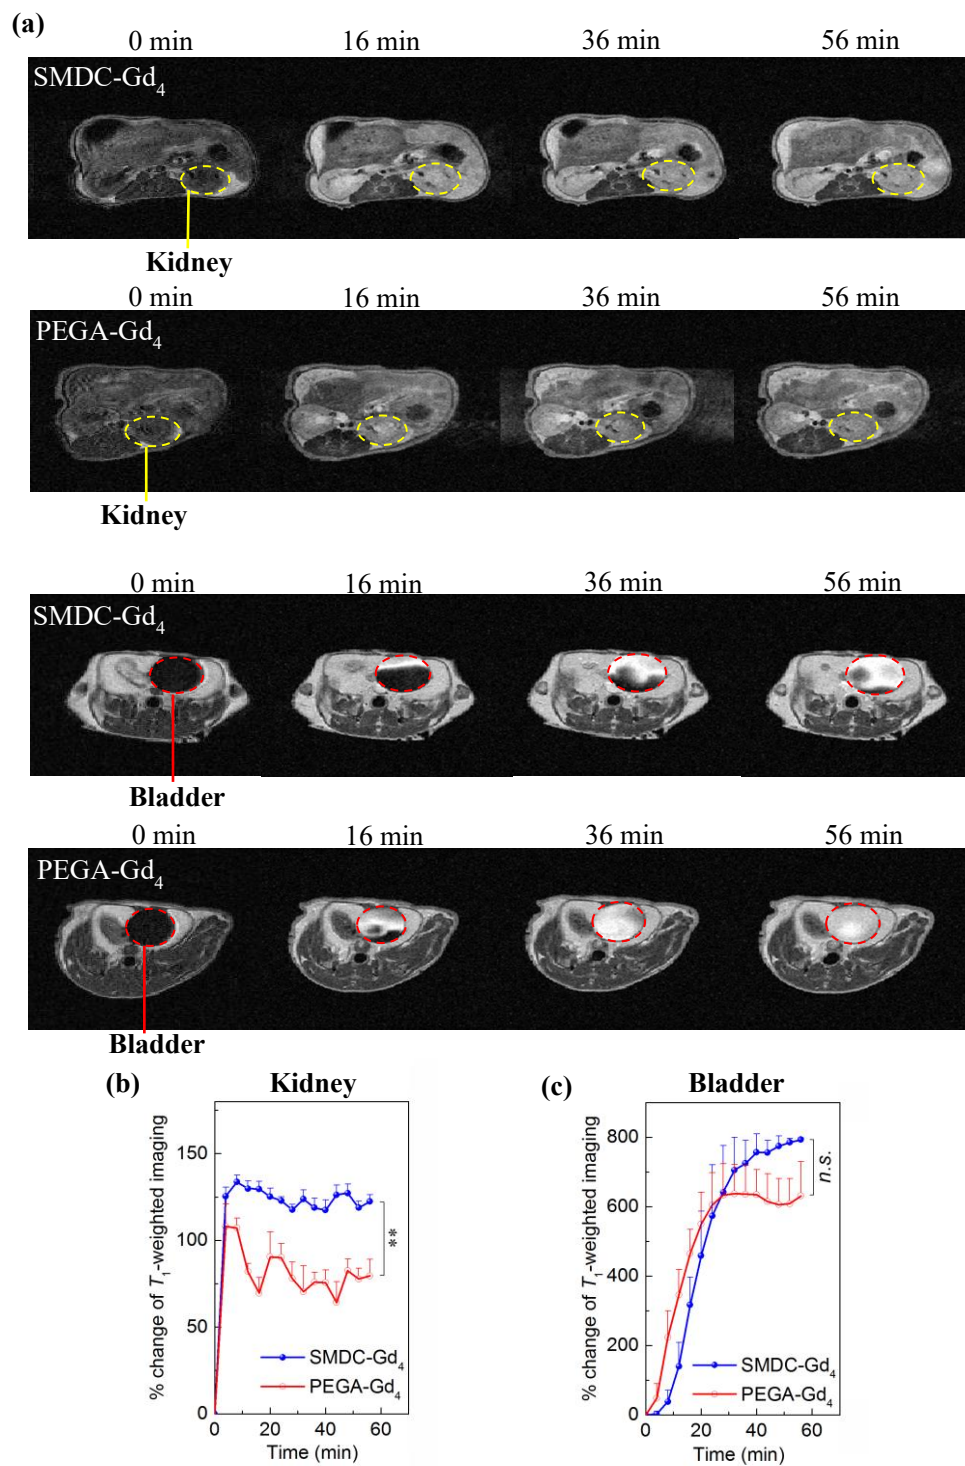 (a)
0 min 16 min 36 min 56 min
SMDC-Gd4
Kidney
0 min 16 min 36 min 56 min
PEGA-Gd4
Kidney
0 min 16 min 36 min 56 min
SMDC-Gd4
Bladder
0 min 16 min 36 min 56 min
PEGA-Gd4
Bladder
(b) Kidney
% change of T1-weighted imaging
150
100
50
0
**
SMDC-Gd4
PEGA-Gd4
0 20 40 60
Time (min)
(c) Bladder
% change of T1-weighted imaging
800
600
400
200
0
n.s.
SMDC-Gd4
PEGA-Gd4
0 20 40 60
Time (min)